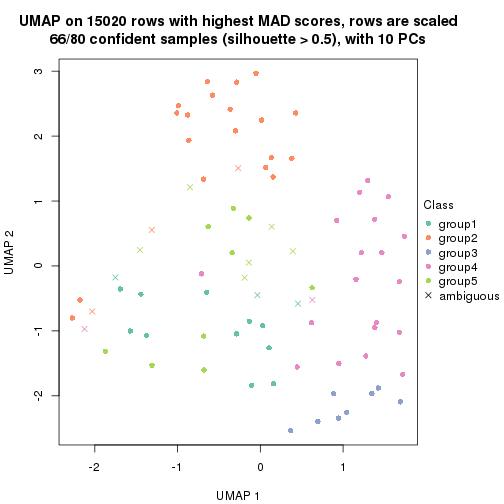 UMAP on 15020 rows with highest MAD scores, rows are scaled
66/80 confident samples (silhouette > 0.5), with 10 PCs
3
2
1
0
-1
-2
UMAP 2
-2
-1
0
1
UMAP 1
Class
group1
group2
group3
group4
group5
ambiguous